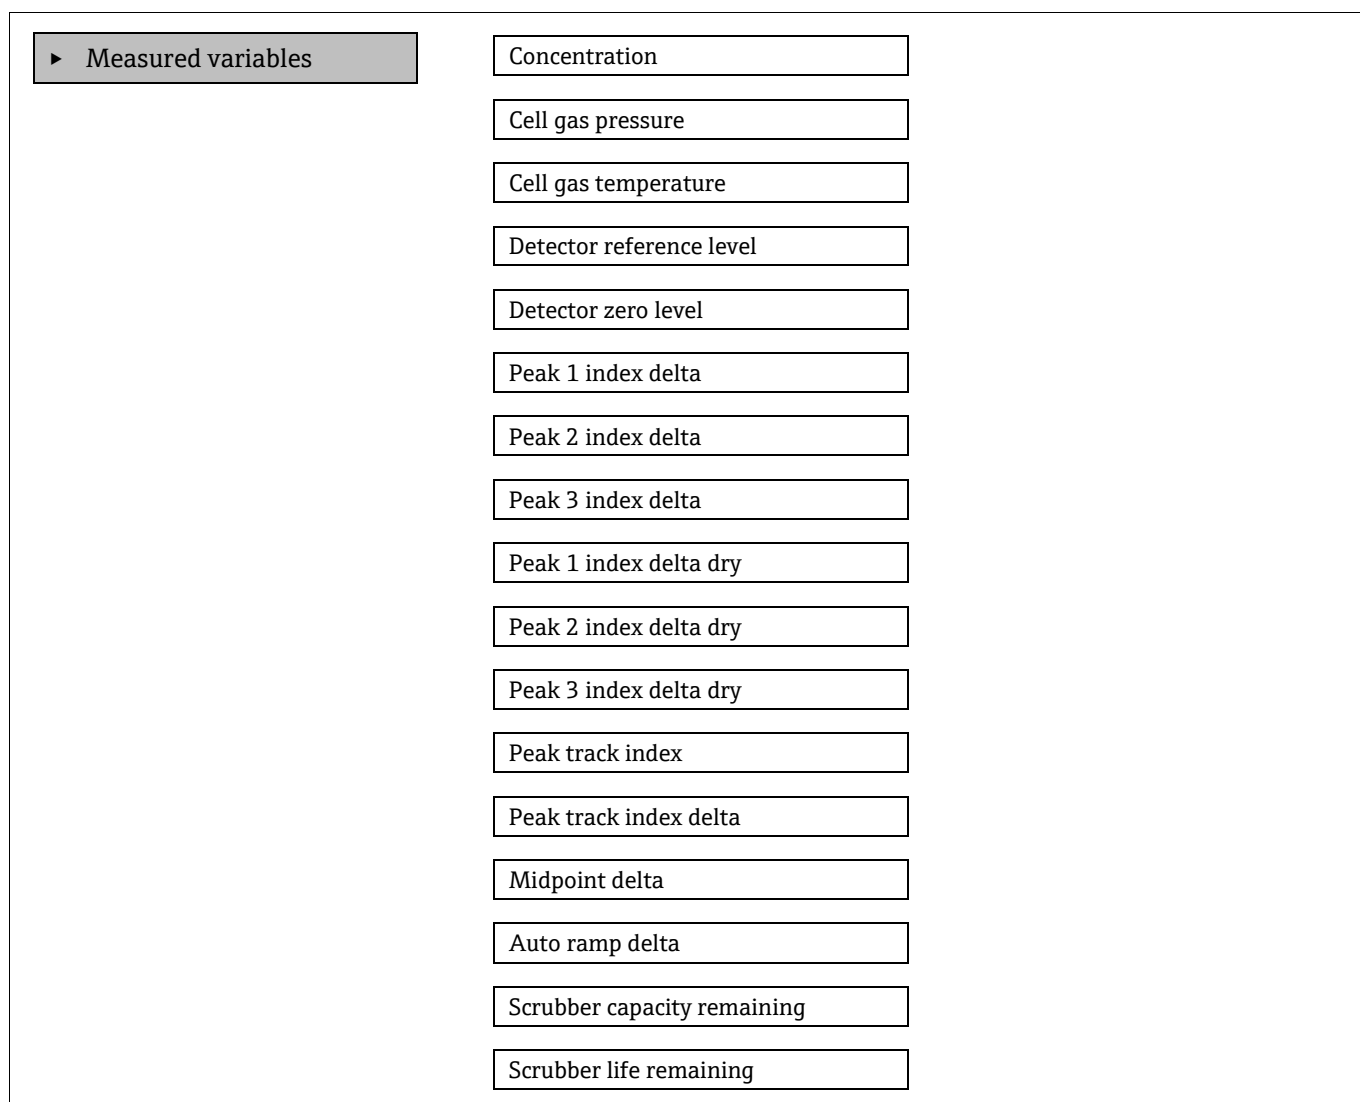 ▸ Measured variables
Concentration
Cell gas pressure
Cell gas temperature
Detector reference level
Detector zero level
Peak 1 index delta
Peak 2 index delta
Peak 3 index delta
Peak 1 index delta dry
Peak 2 index delta dry
Peak 3 index delta dry
Peak track index
Peak track index delta
Midpoint delta
Auto ramp delta
Scrubber capacity remaining
Scrubber life remaining